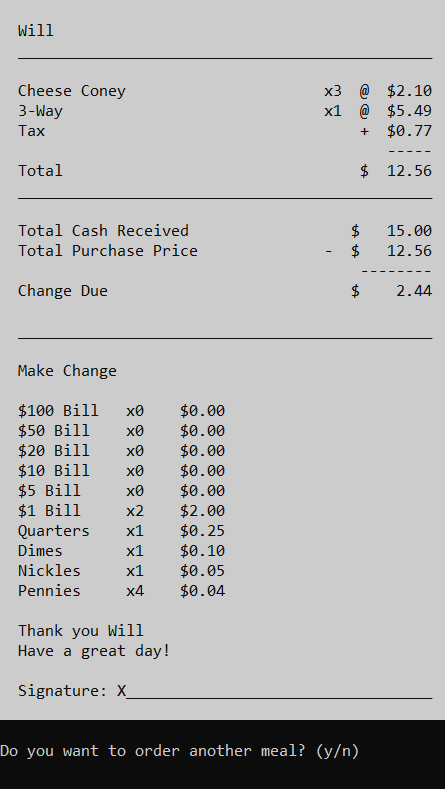 Will
Cheese Coney x3 @ $2.10
3-Way x1 @ $5.49
Tax + $0.77
-----
Total $ 12.56
Total Cash Received $ 15.00
Total Purchase Price - $ 12.56
--------
Change Due $ 2.44
Make Change
$100 Bill x0 $0.00
$50 Bill x0 $0.00
$20 Bill x0 $0.00
$10 Bill x0 $0.00
$5 Bill x0 $0.00
$1 Bill x2 $2.00
Quarters x1 $0.25
Dimes x1 $0.10
Nickles x1 $0.05
Pennies x4 $0.04
Thank you Will
Have a great day!
Signature: X__________________________________
Do you want to order another meal? (y/n)